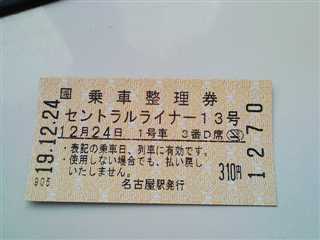 乗車整理券
セントラルライナー13号
12月24日 1号車 3番D席
・表記の乗車日、列車に有効です。
・使用しない場合でも、払い戻し
いたしません。
310円
名古屋駅発行
19.12.24
905
1270